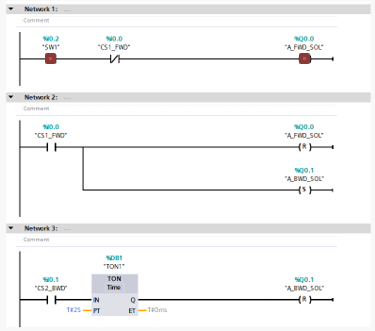 Network 1: ...
Comment
%I0.2 %I0.0 %Q0.0
"SW1" "CS1_FWD" "A_FWD_SOL"
Network 2: ...
Comment
%I0.0 %Q0.0
"CS1_FWD" "A_FWD_SOL"
R
%Q0.1
"A_BWD_SOL"
S
Network 3: ...
Comment
%DB1
%I0.1 "TON1" %Q0.1
"CS2_BWD" TON "A_BWD_SOL"
Time
IN Q R
T#2S PT ET T#0ms